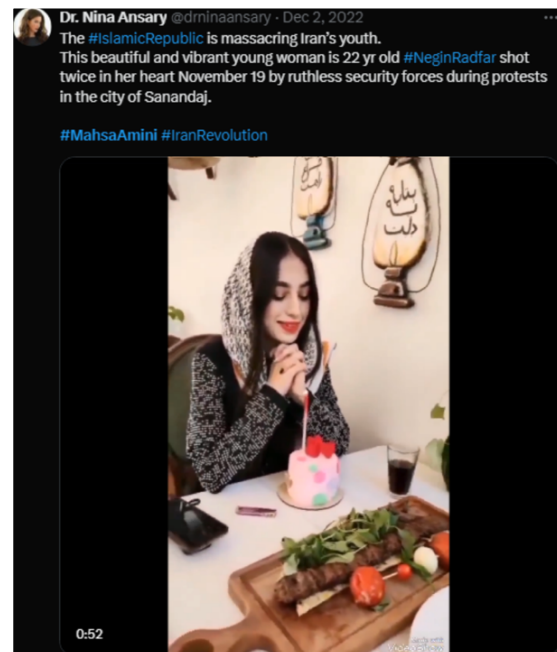 Dr. Nina Ansary @drninaansary · Dec 2, 2022
The #IslamicRepublic is massacring Iran's youth.
This beautiful and vibrant young woman is 22 yr old #NeginRadfar shot
twice in her heart November 19 by ruthless security forces during protests
in the city of Sanandaj.
#MahsaAmini #IranRevolution
دلت
0:52